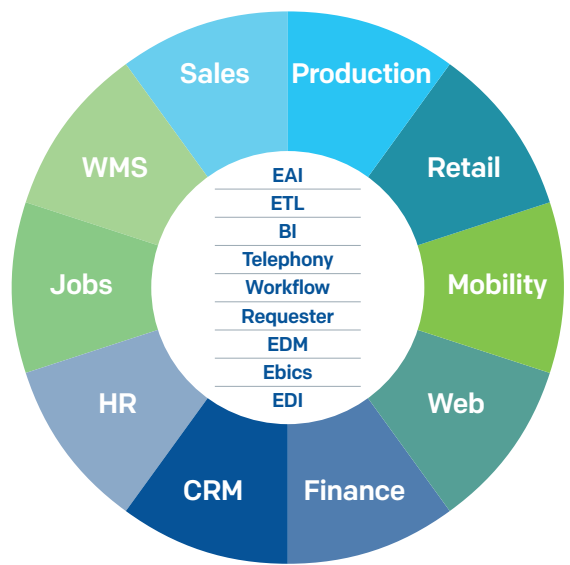 Sales
Production
WMS
Retail
EAI
ETL
BI
Telephony
Workflow
Requester
EDM
Ebics
EDI
Jobs
Mobility
HR
Web
CRM
Finance